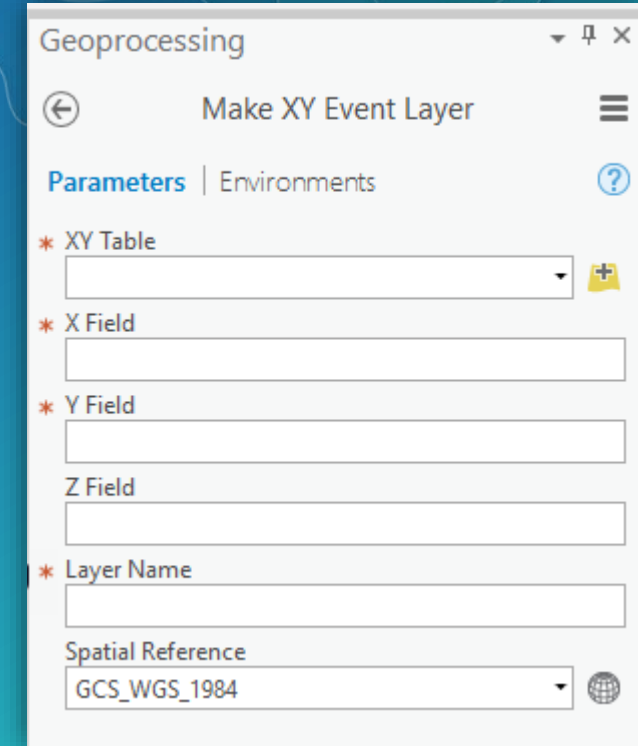 Geoprocessing
Make XY Event Layer
Parameters | Environments
* XY Table
* X Field
* Y Field
Z Field
* Layer Name
Spatial Reference
GCS_WGS_1984